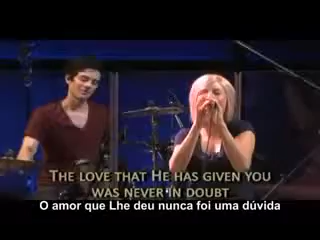 THE LOVE THAT HE HAS GIVEN YOU
WAS NEVER IN DOUBT
O amor que Lhe deu nunca foi uma dúvida